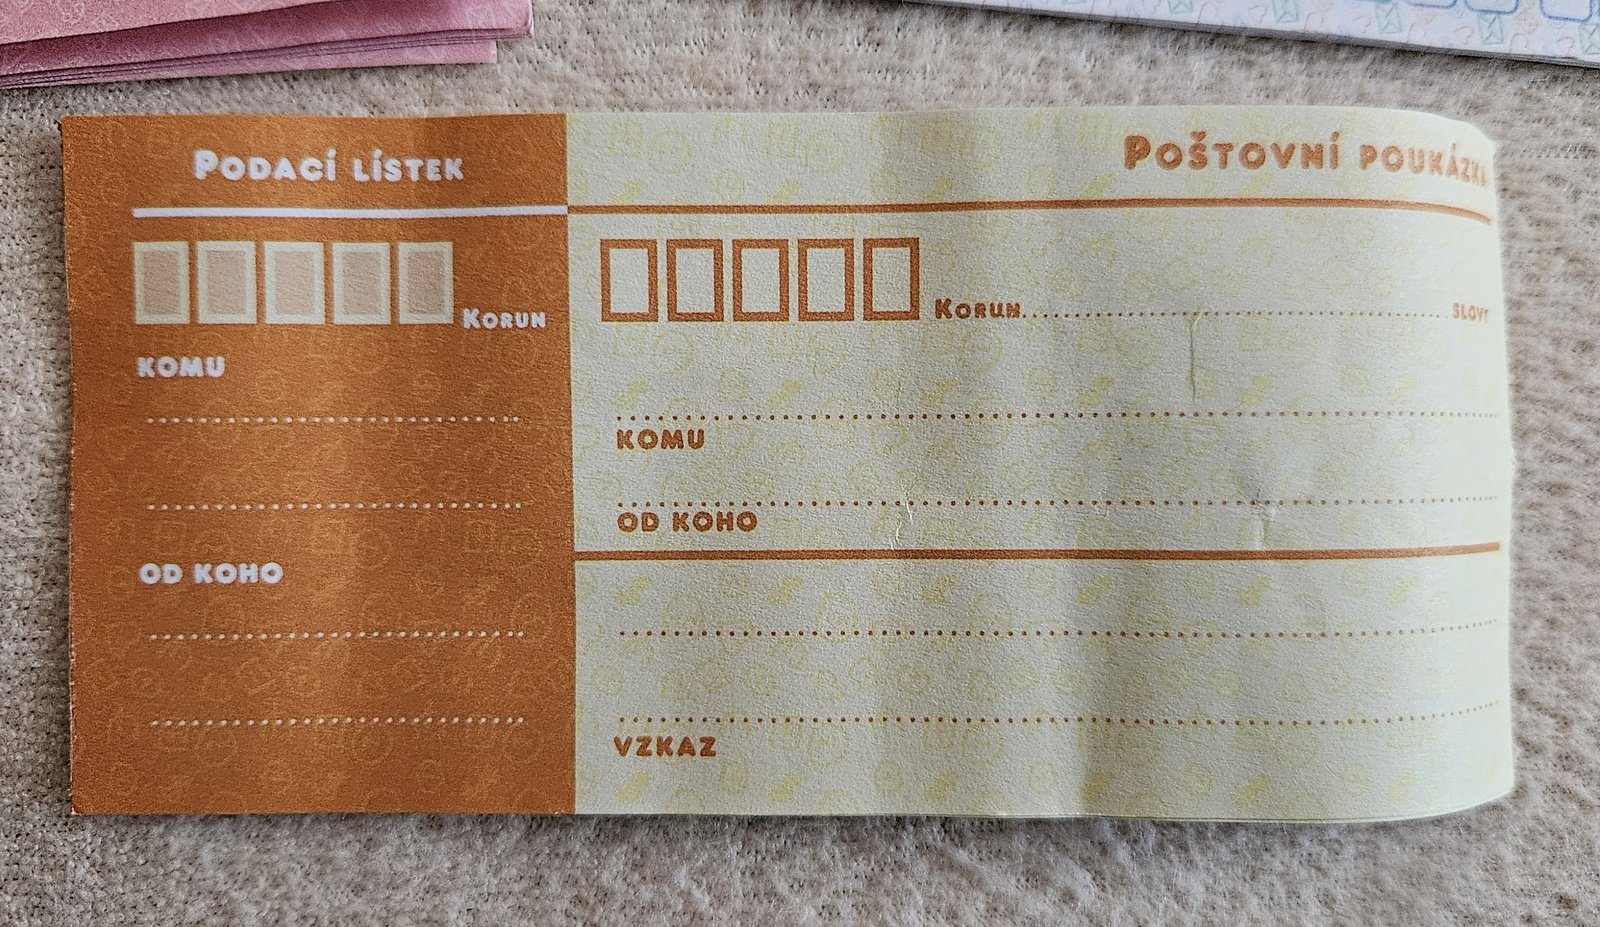 PODACÍ LÍSTEK
KORUN
KOMU
OD KOHO
POŠTOVNÍ POUKÁZKA
KORUN SLOVY
KOMU
OD KOHO
VZKAZ